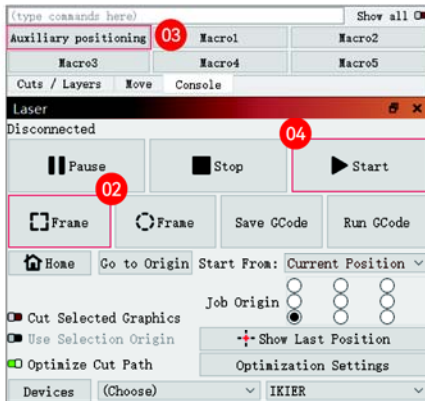 (type commands here) Show all
Auxiliary positioning 03 Macro1 Macro2
Macro3 Macro4 Macro5
Cuts / Layers Move Console
Laser
Disconnected
04
Pause Stop Start
02
Frame Frame Save GCode Run GCode
Home Go to Origin Start From: Current Position
Job Origin
Cut Selected Graphics
Use Selection Origin Show Last Position
Optimize Cut Path Optimization Settings
Devices (Choose) IKIER